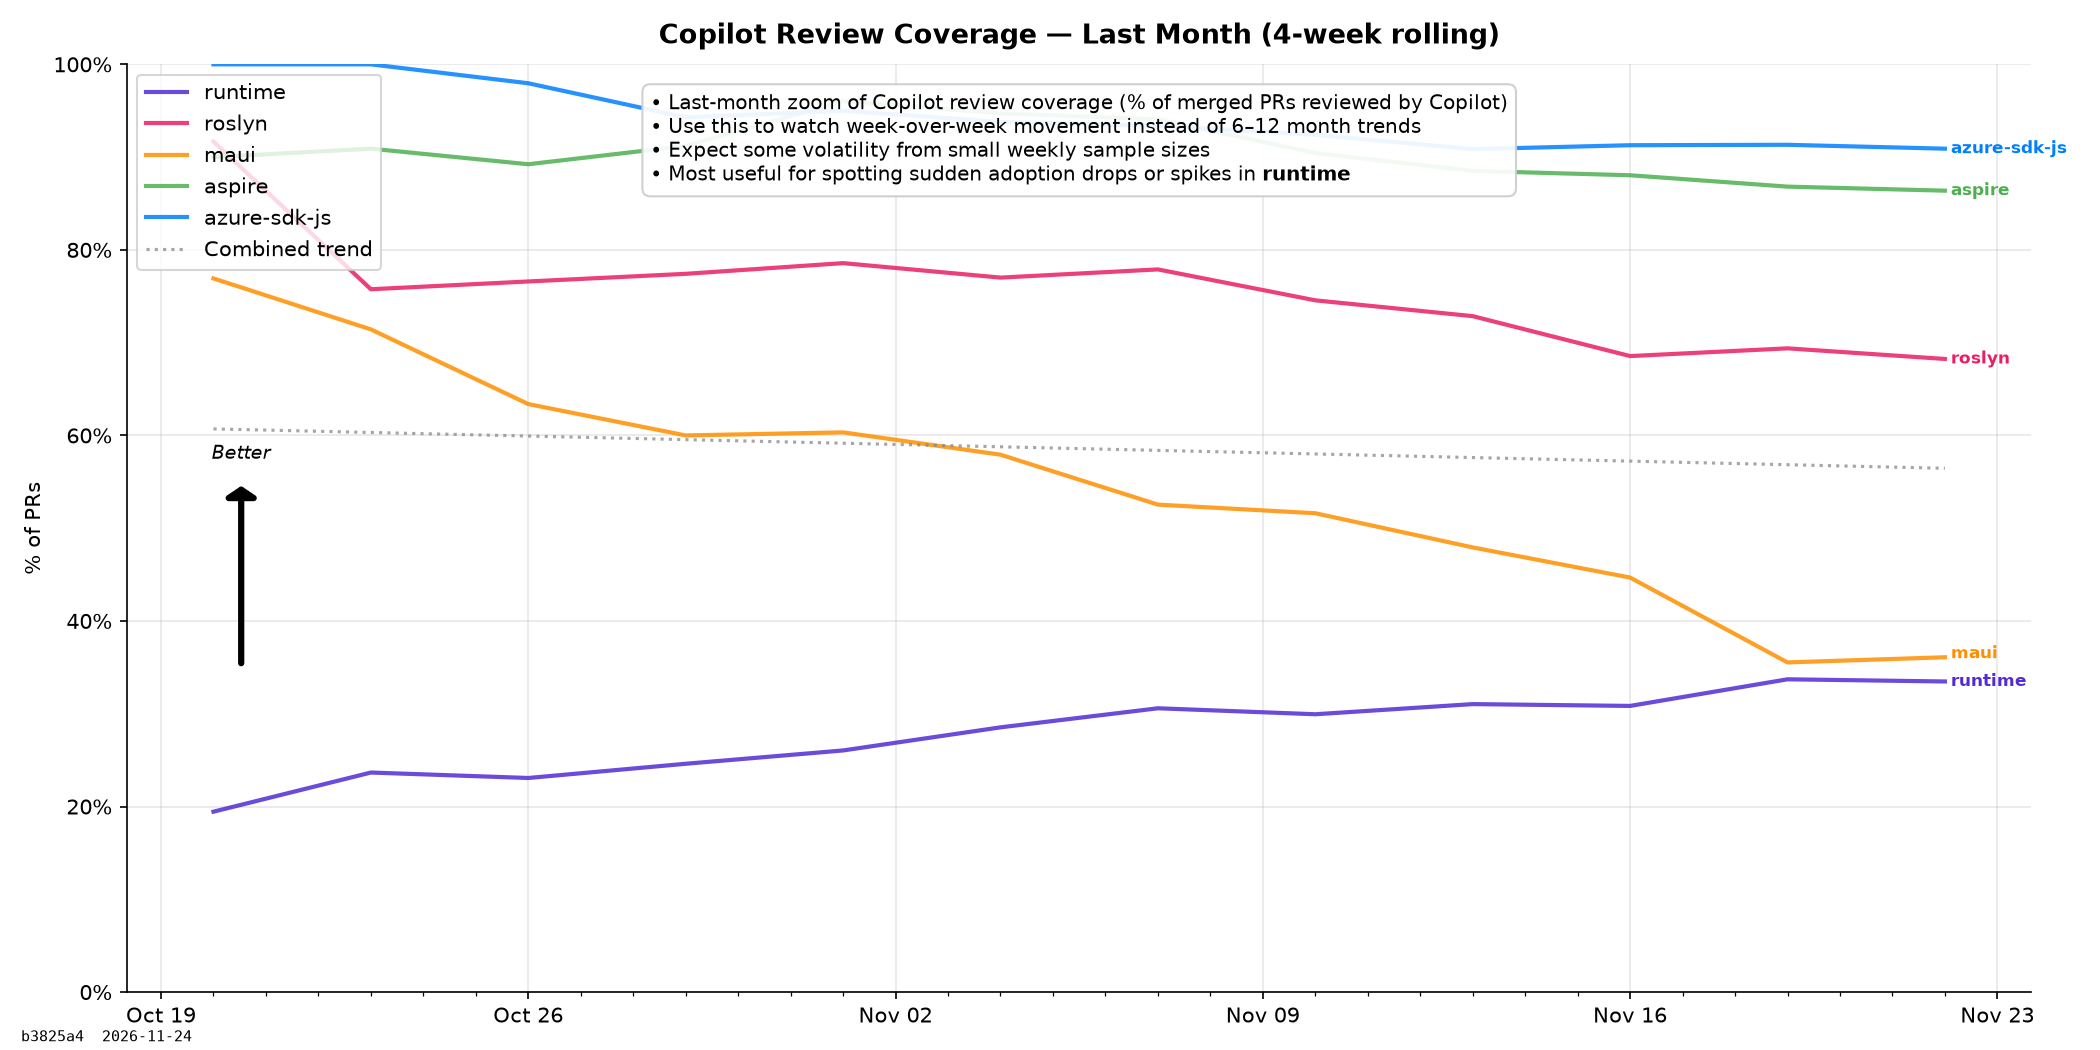 Copilot Review Coverage — Last Month (4-week rolling)
100%
80%
60%
40%
20%
0%
% of PRs
runtime
roslyn
maui
aspire
azure-sdk-js
Combined trend
• Last-month zoom of Copilot review coverage (% of merged PRs reviewed by Copilot)
• Use this to watch week-over-week movement instead of 6–12 month trends
• Expect some volatility from small weekly sample sizes
• Most useful for spotting sudden adoption drops or spikes in runtime
Better
azure-sdk-js
aspire
roslyn
maui
runtime
Oct 19
Oct 26
Nov 02
Nov 09
Nov 16
Nov 23
b3825a4  2026-11-24